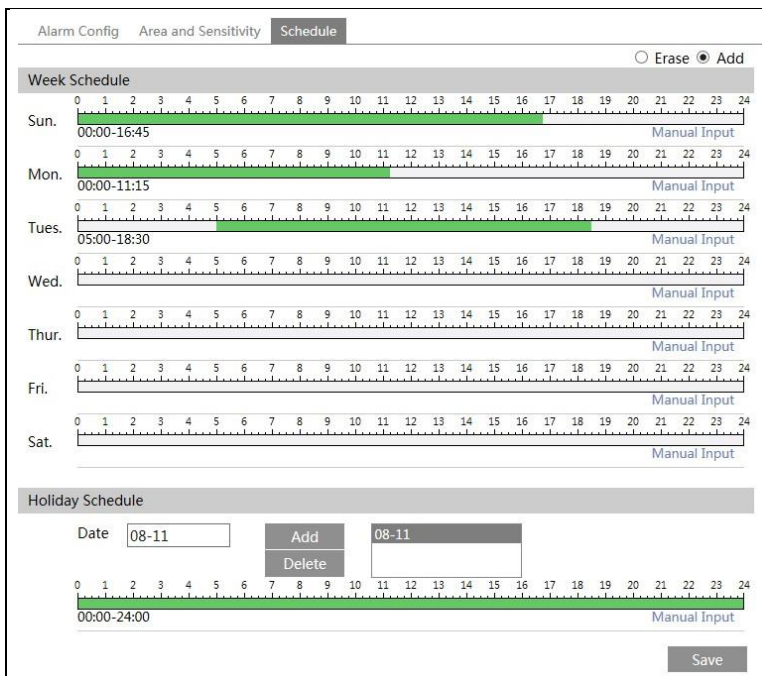 Alarm Config Area and Sensitivity Schedule
Erase Add
Week Schedule
0 1 2 3 4 5 6 7 8 9 10 11 12 13 14 15 16 17 18 19 20 21 22 23 24
Sun.
00:00-16:45 Manual Input
0 1 2 3 4 5 6 7 8 9 10 11 12 13 14 15 16 17 18 19 20 21 22 23 24
Mon.
00:00-11:15 Manual Input
0 1 2 3 4 5 6 7 8 9 10 11 12 13 14 15 16 17 18 19 20 21 22 23 24
Tues.
05:00-18:30 Manual Input
0 1 2 3 4 5 6 7 8 9 10 11 12 13 14 15 16 17 18 19 20 21 22 23 24
Wed.
Manual Input
0 1 2 3 4 5 6 7 8 9 10 11 12 13 14 15 16 17 18 19 20 21 22 23 24
Thur.
Manual Input
0 1 2 3 4 5 6 7 8 9 10 11 12 13 14 15 16 17 18 19 20 21 22 23 24
Fri.
Manual Input
0 1 2 3 4 5 6 7 8 9 10 11 12 13 14 15 16 17 18 19 20 21 22 23 24
Sat.
Manual Input
Holiday Schedule
Date 08-11 Add 08-11
Delete
0 1 2 3 4 5 6 7 8 9 10 11 12 13 14 15 16 17 18 19 20 21 22 23 24
00:00-24:00 Manual Input
Save